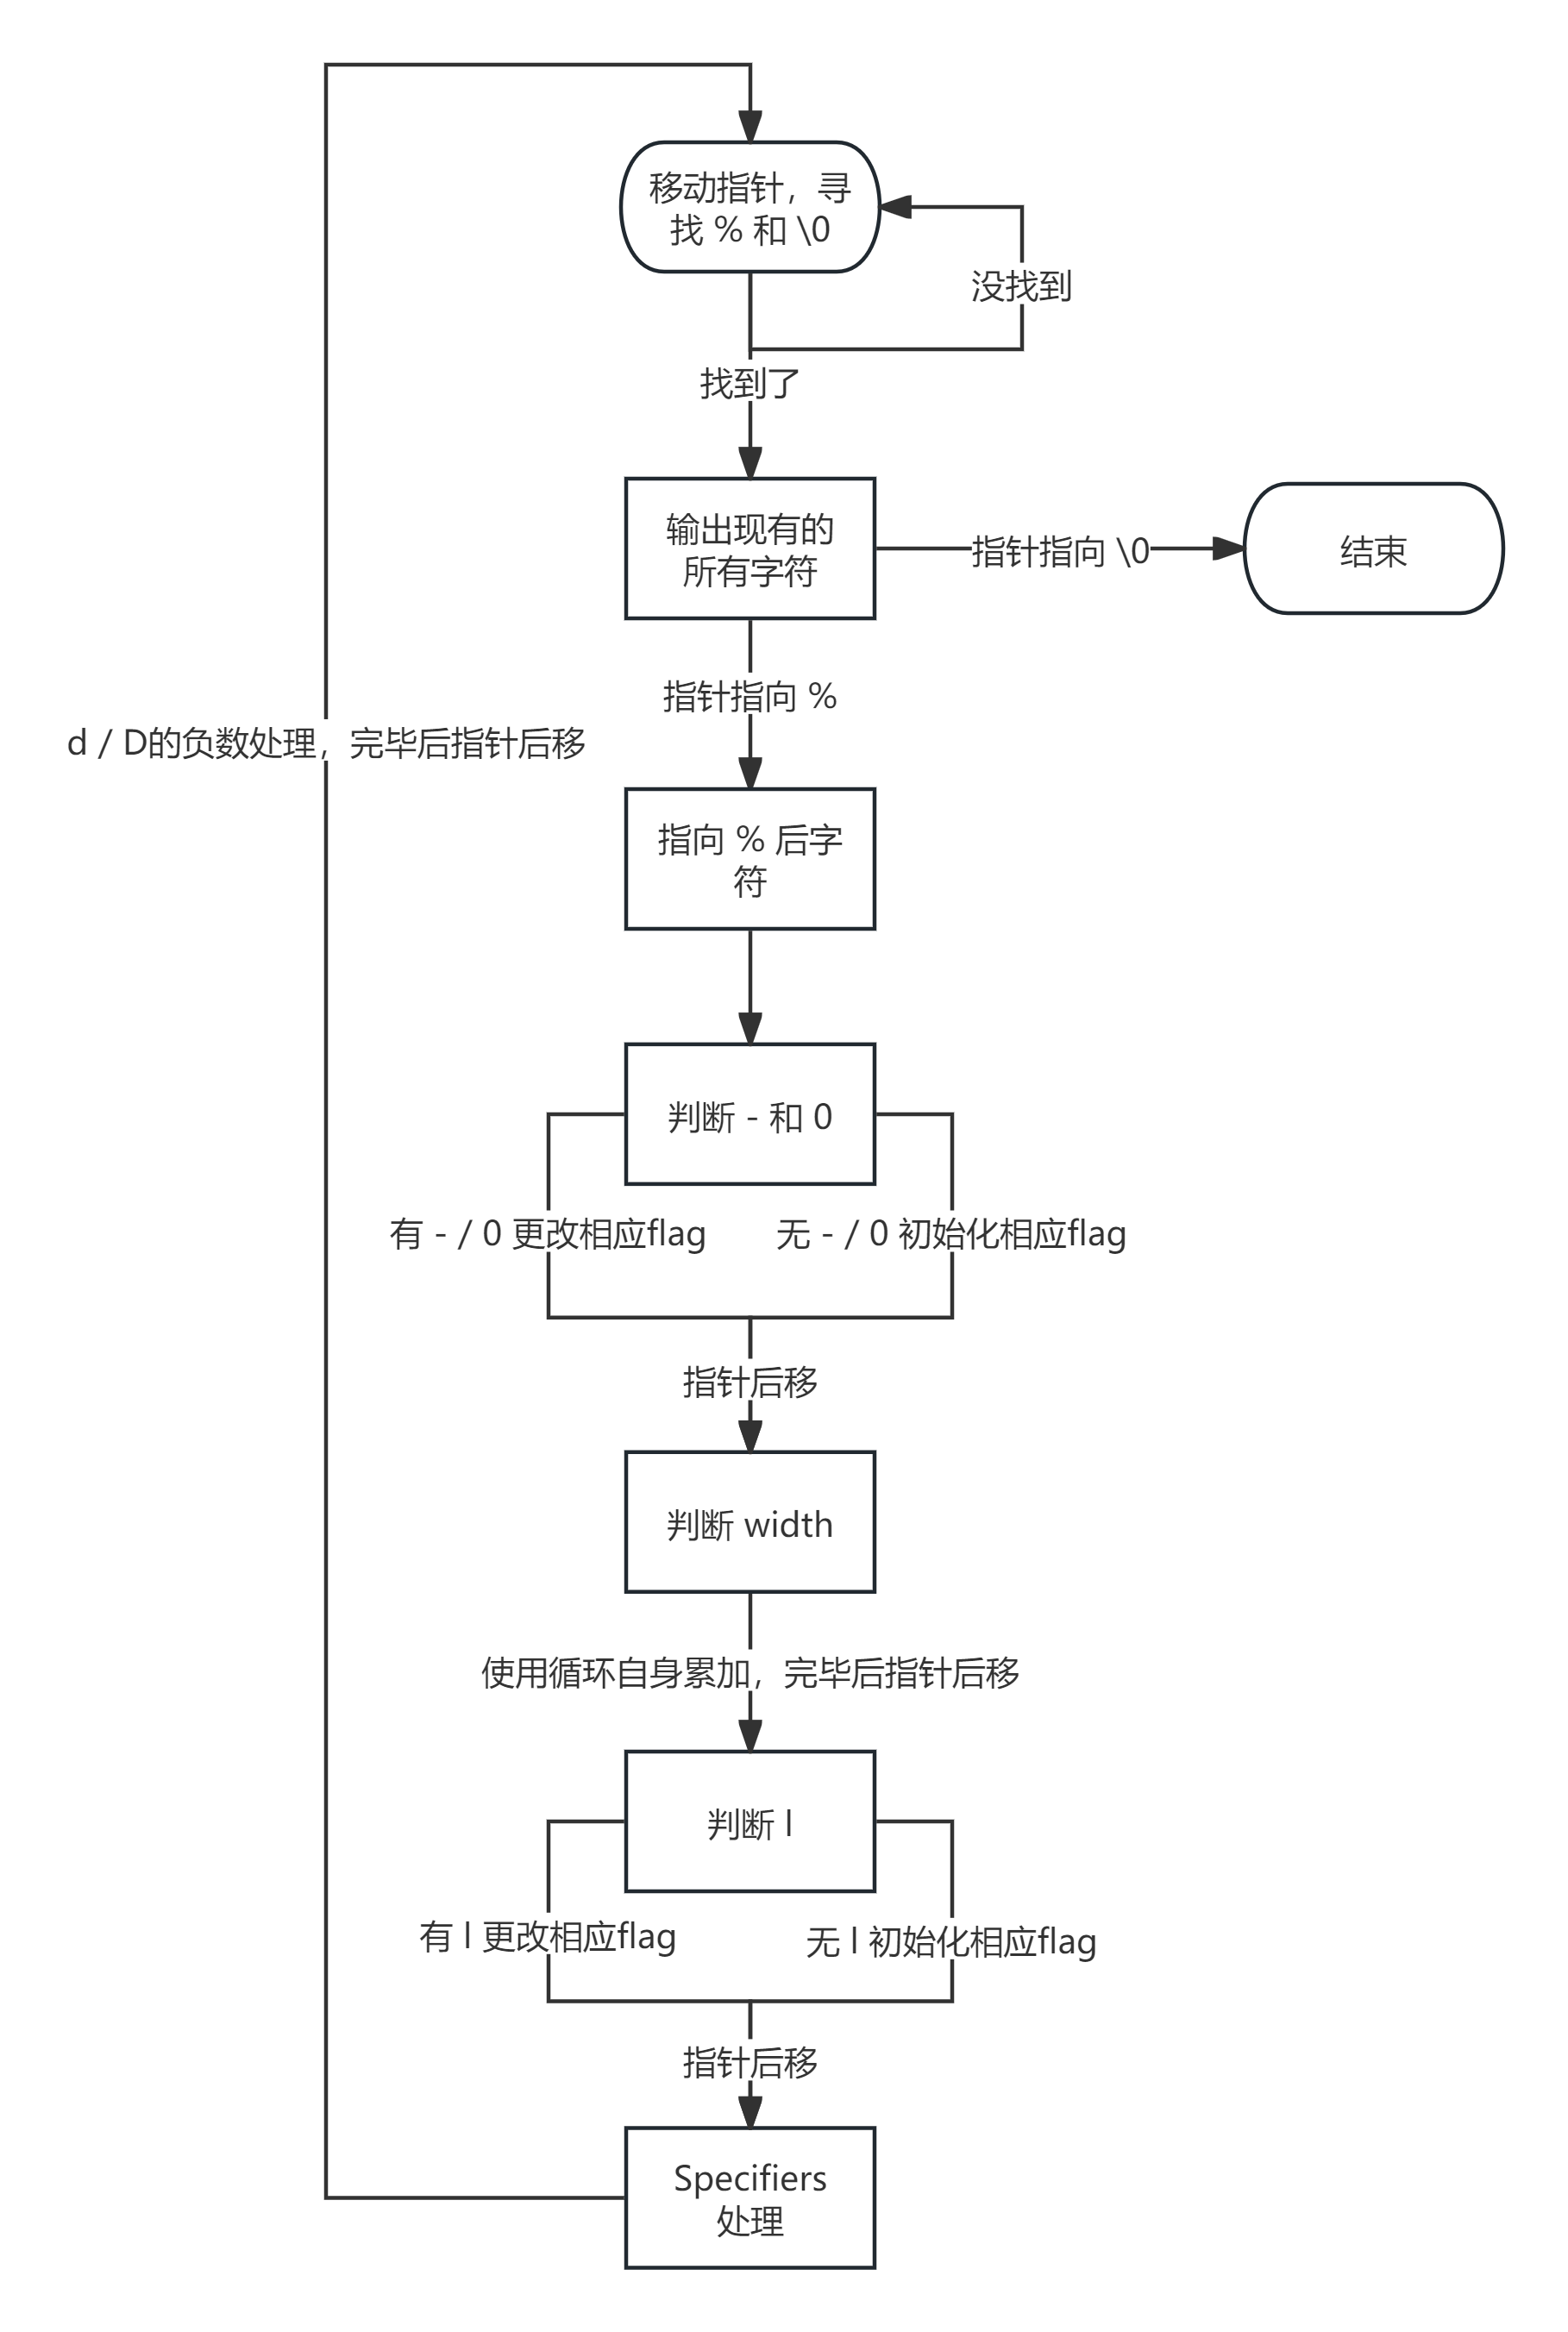 移动指针，寻
找 % 和 \0
没找到
找到了
输出现有的
所有字符
指针指向 \0
结束
指针指向 %
d / D的负数处理，完毕后指针后移
指向 % 后字
符
判断 - 和 0
有 - / 0 更改相应flag
无 - / 0 初始化相应flag
指针后移
判断 width
使用循环自身累加，完毕后指针后移
判断 l
有 l 更改相应flag
无 l 初始化相应flag
指针后移
Specifiers
处理